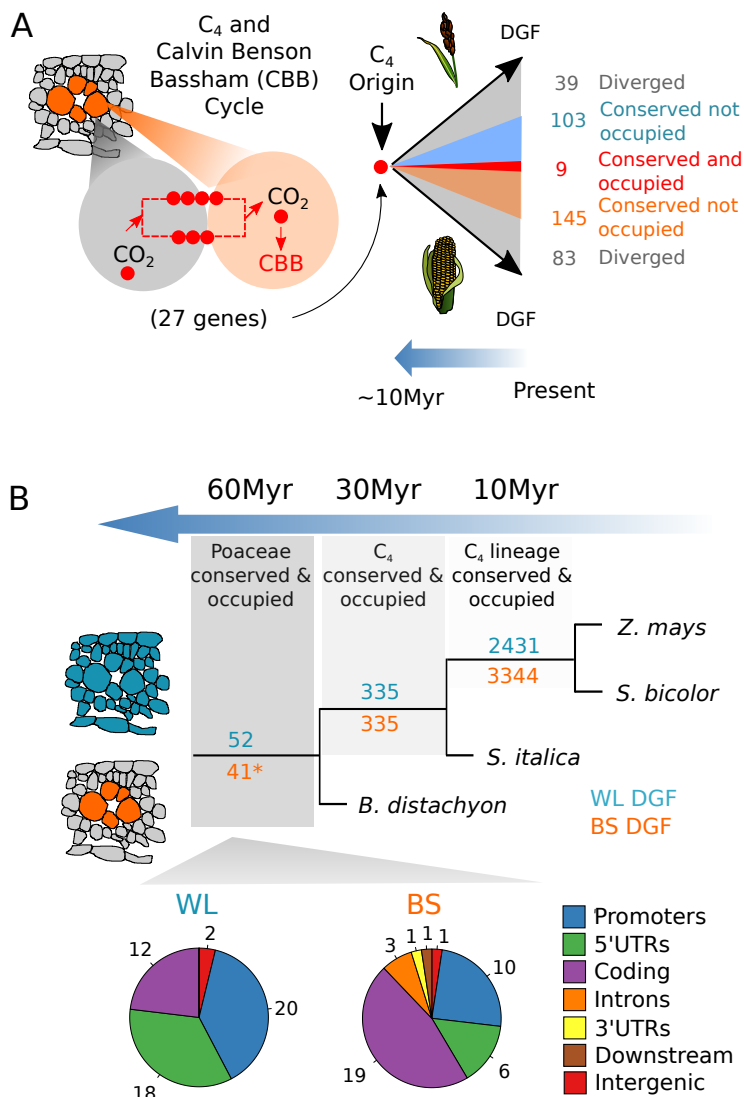 A
C₄ and
Calvin Benson
Bassham (CBB)
Cycle
C₄
Origin
DGF
39 Diverged
103 Conserved not
occupied
9 Conserved and
occupied
145 Conserved not
occupied
83 Diverged
DGF
CO₂
CO₂
CBB
(27 genes)
~10Myr
Present
B
60Myr 30Myr 10Myr
Poaceae
conserved &
occupied
C₄
conserved &
occupied
C₄ lineage
conserved &
occupied
Z. mays
2431
3344
S. bicolor
335
335
S. italica
52
41*
B. distachyon
WL DGF
BS DGF
WL
2
20
18
12
BS
1
10
6
19
3
1
1
Promoters
5'UTRs
Coding
Introns
3'UTRs
Downstream
Intergenic